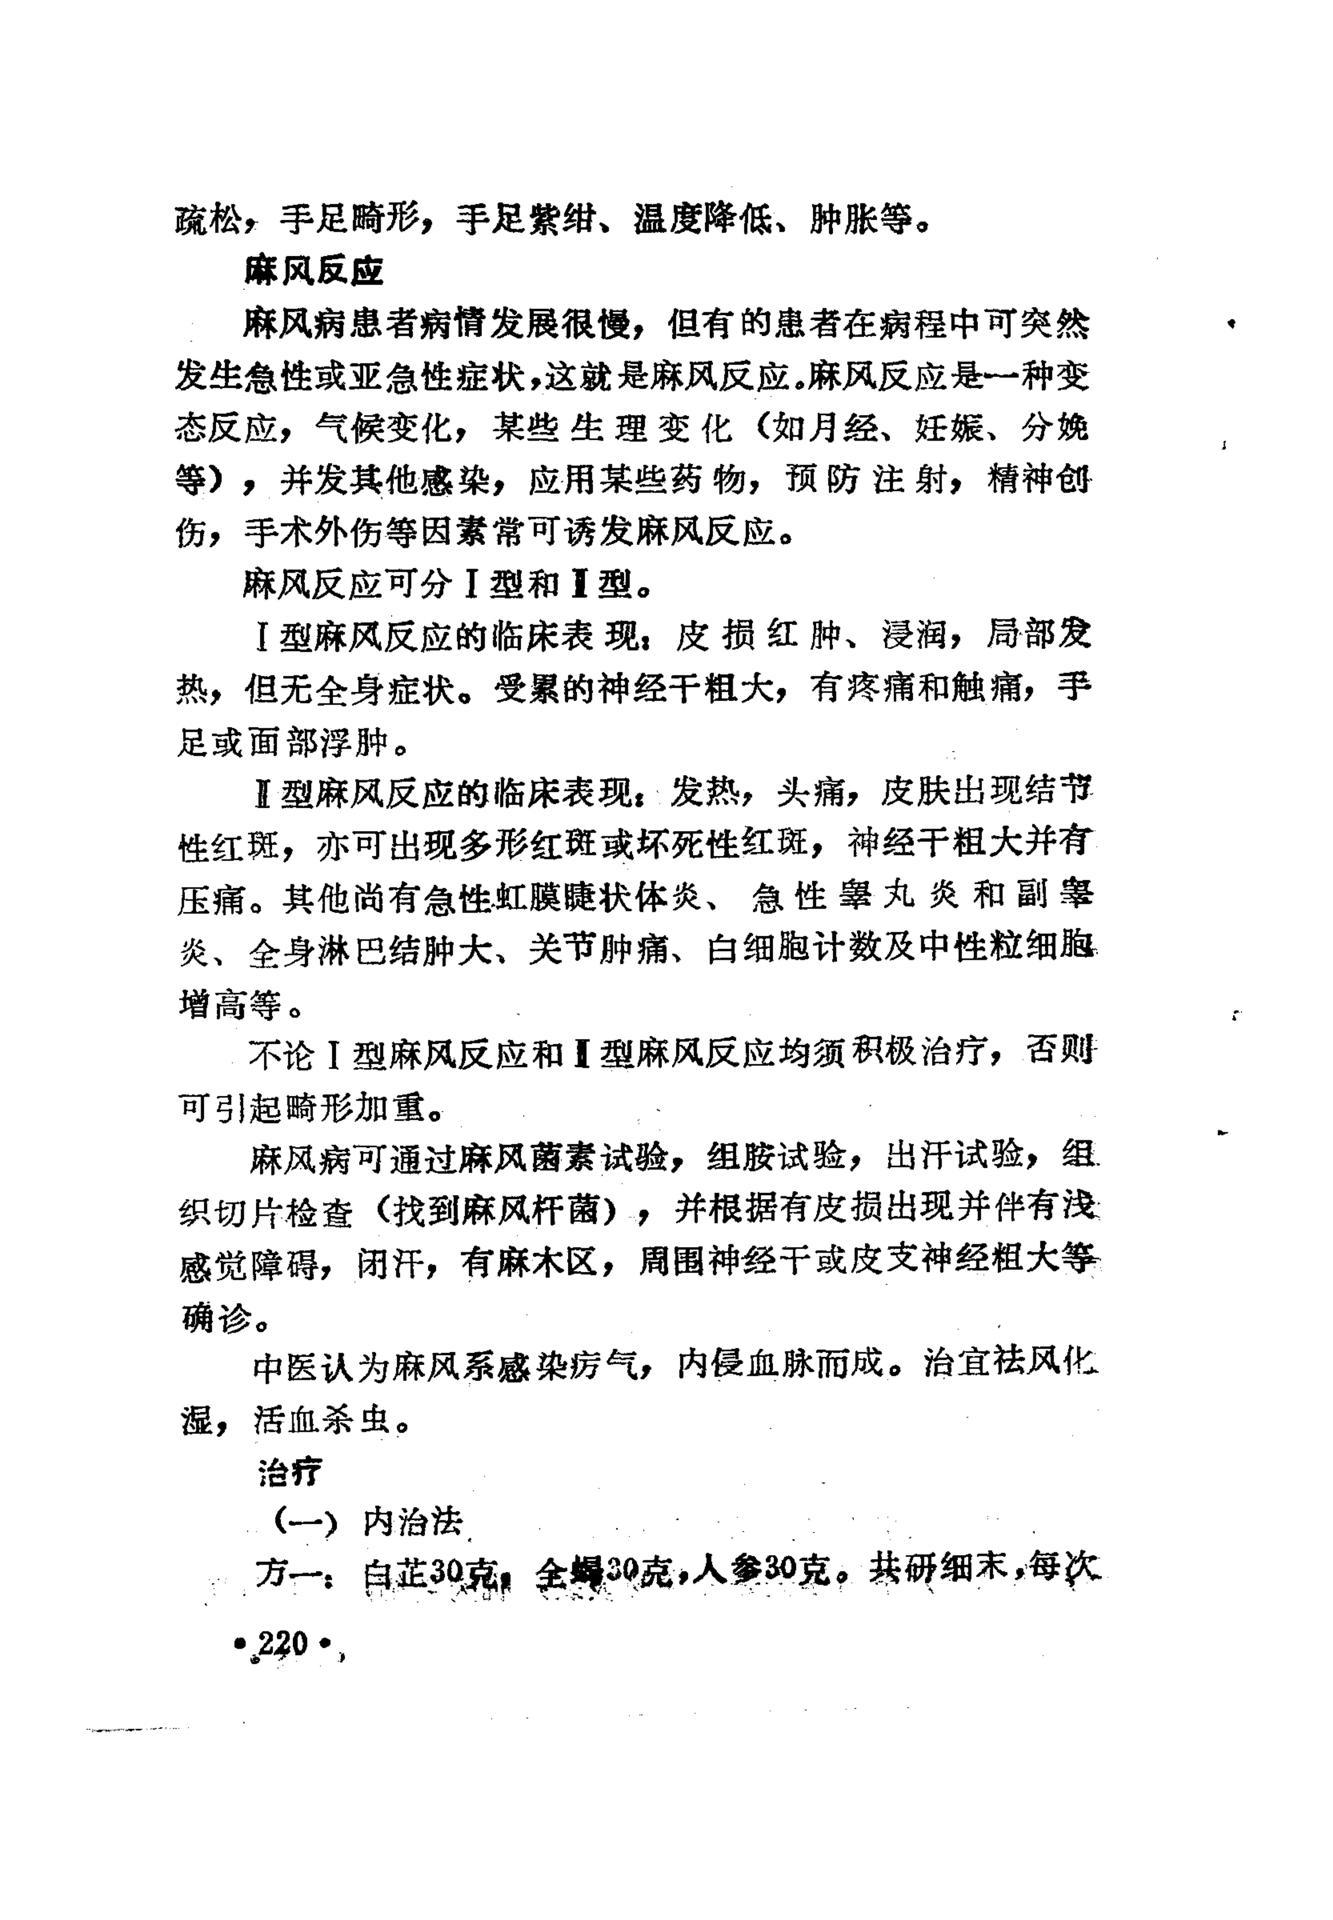 疏松，手足畸形，手足紫绀、温度降低、肿胀等。
麻风反应
麻风病患者病情发展很慢，但有的患者在病程中可突然
发生急性或亚急性症状，这就是麻风反应。麻风反应是一种变
态反应，气候变化，某些生理变化（如月经、妊娠、分娩
等），并发其他感染，应用某些药物，预防注射，精神创
伤，手术外伤等因素常可诱发麻风反应。
麻风反应可分Ⅰ型和Ⅱ型。
Ⅰ型麻风反应的临床表现：皮损红肿、浸润，局部发
热，但无全身症状。受累的神经干粗大，有疼痛和触痛，手
足或面部浮肿。
Ⅱ型麻风反应的临床表现：发热，头痛，皮肤出现结节
性红斑，亦可出现多形红斑或坏死性红斑，神经干粗大并有
压痛。其他尚有急性虹膜睫状体炎、急性睾丸炎和副睾
炎、全身淋巴结肿大、关节肿痛、白细胞计数及中性粒细胞
增高等。
不论Ⅰ型麻风反应和Ⅱ型麻风反应均须积极治疗，否则
可引起畸形加重。
麻风病可通过麻风菌素试验，组胺试验，出汗试验，组
织切片检查（找到麻风杆菌），并根据有皮损出现并伴有浅
感觉障碍，闭汗，有麻木区，周围神经干或皮支神经粗大等
确诊。
中医认为麻风系感染疠气，内侵血脉而成。治宜祛风化
湿，活血杀虫。
治疗
（一）内治法
方一：白芷30克，全蝎30克，人参30克。共研细末，每次
•220•